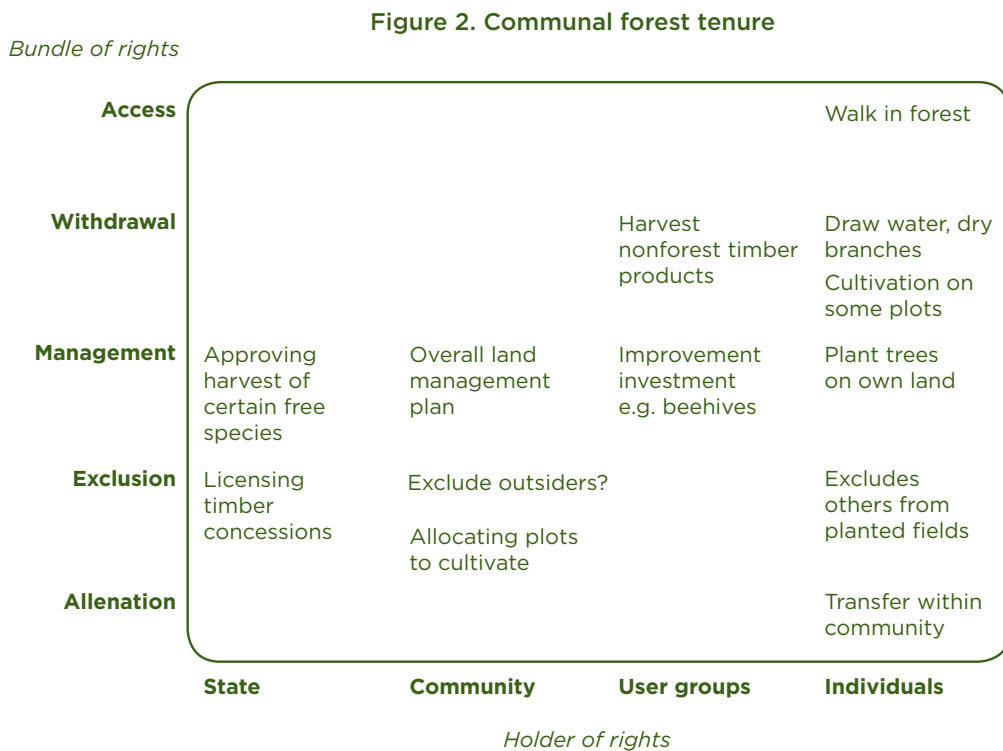 Figure 2. Communal forest tenure
Bundle of rights
Access
Walk in forest
Withdrawal
Harvest
nonforest timber
products
Draw water, dry
branches
Cultivation on
some plots
Management
Approving
harvest of
certain free
species
Overall land
management
plan
Improvement
investment
e.g. beehives
Plant trees
on own land
Exclusion
Licensing
timber
concessions
Exclude outsiders?
Allocating plots
to cultivate
Excludes
others from
planted fields
Allenation
Transfer within
community
State
Community
User groups
Individuals
Holder of rights